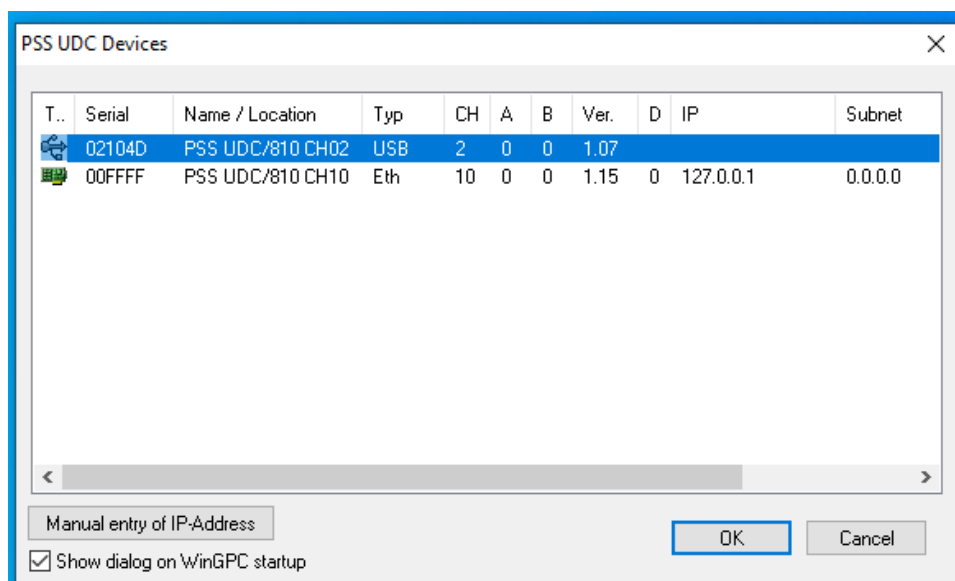 PSS UDC Devices
T.. Serial Name / Location Typ CH A B Ver. D IP Subnet
02104D PSS UDC/810 CH02 USB 2 0 0 1.07
00FFFF PSS UDC/810 CH10 Eth 10 0 0 1.15 0 127.0.0.1 0.0.0.0
Manual entry of IP-Address
OK Cancel
Show dialog on WinGPC startup